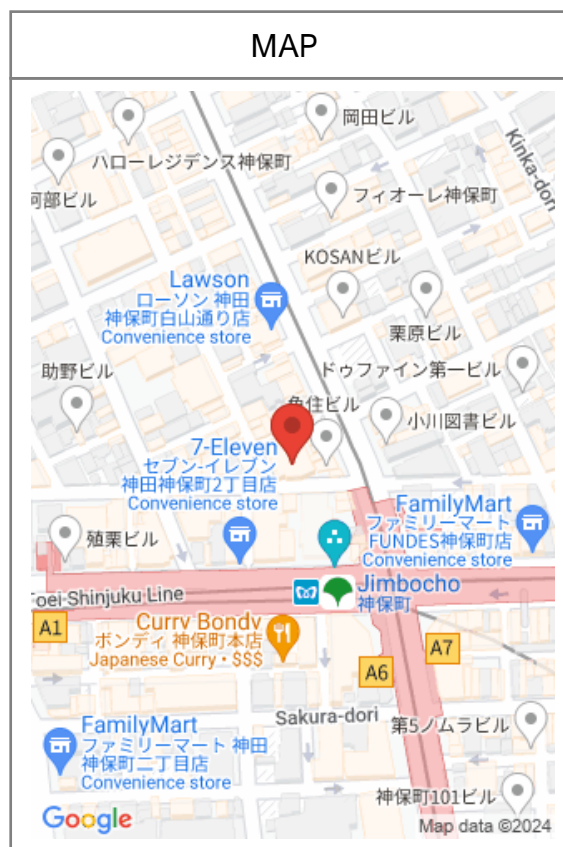 MAP
岡田ビル
ハローレジデンス神保町
Kinka-dori
阿部ビル
フィオーレ神保町
KOSANビル
Lawson
ローソン 神田
神保町白山通り店
Convenience store
栗原ビル
ドゥファイン第一ビル
助野ビル
角住ビル
小川図書ビル
7-Eleven
セブン-イレブン
神田神保町2丁目店
Convenience store
FamilyMart
ファミリーマート
FUNDES神保町店
Convenience store
殖栗ビル
Jimbocho
神保町
Toei Shinjuku Line
A1
Curry Bondy
ボンディ 神保町本店
Japanese Curry • $$$
A7
A6
Sakura-dori
第5ノムラビル
FamilyMart
ファミリーマート 神田
神保町二丁目店
Convenience store
神保町101ビル
Google
Map data ©2024